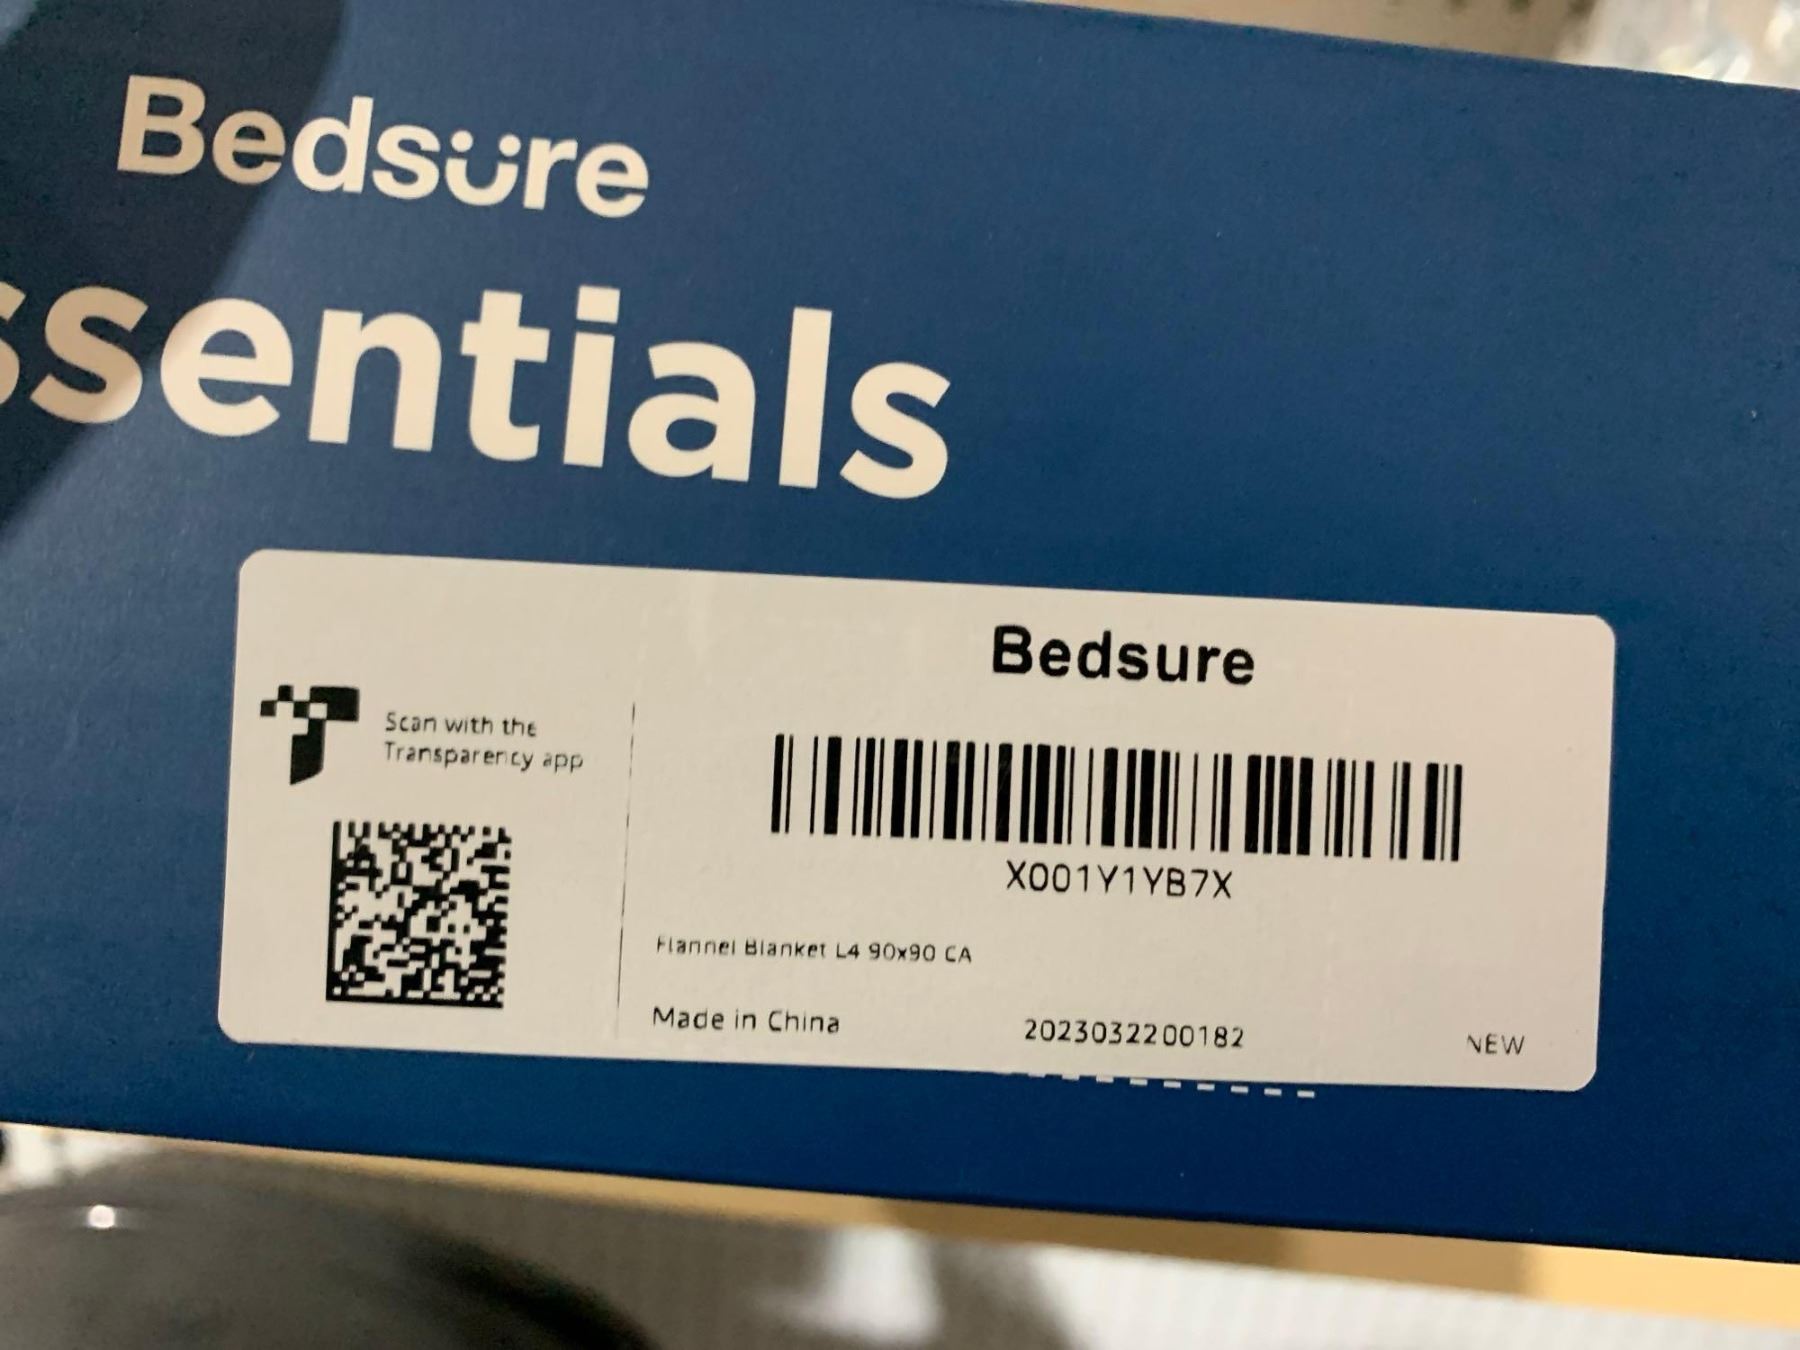 Bedsure
ssentials
Bedsure
Scan with the
Transparency app
X001Y1YB7X
Flannel Blanket L4 90x90 CA
Made in China
2023032200182
NEW